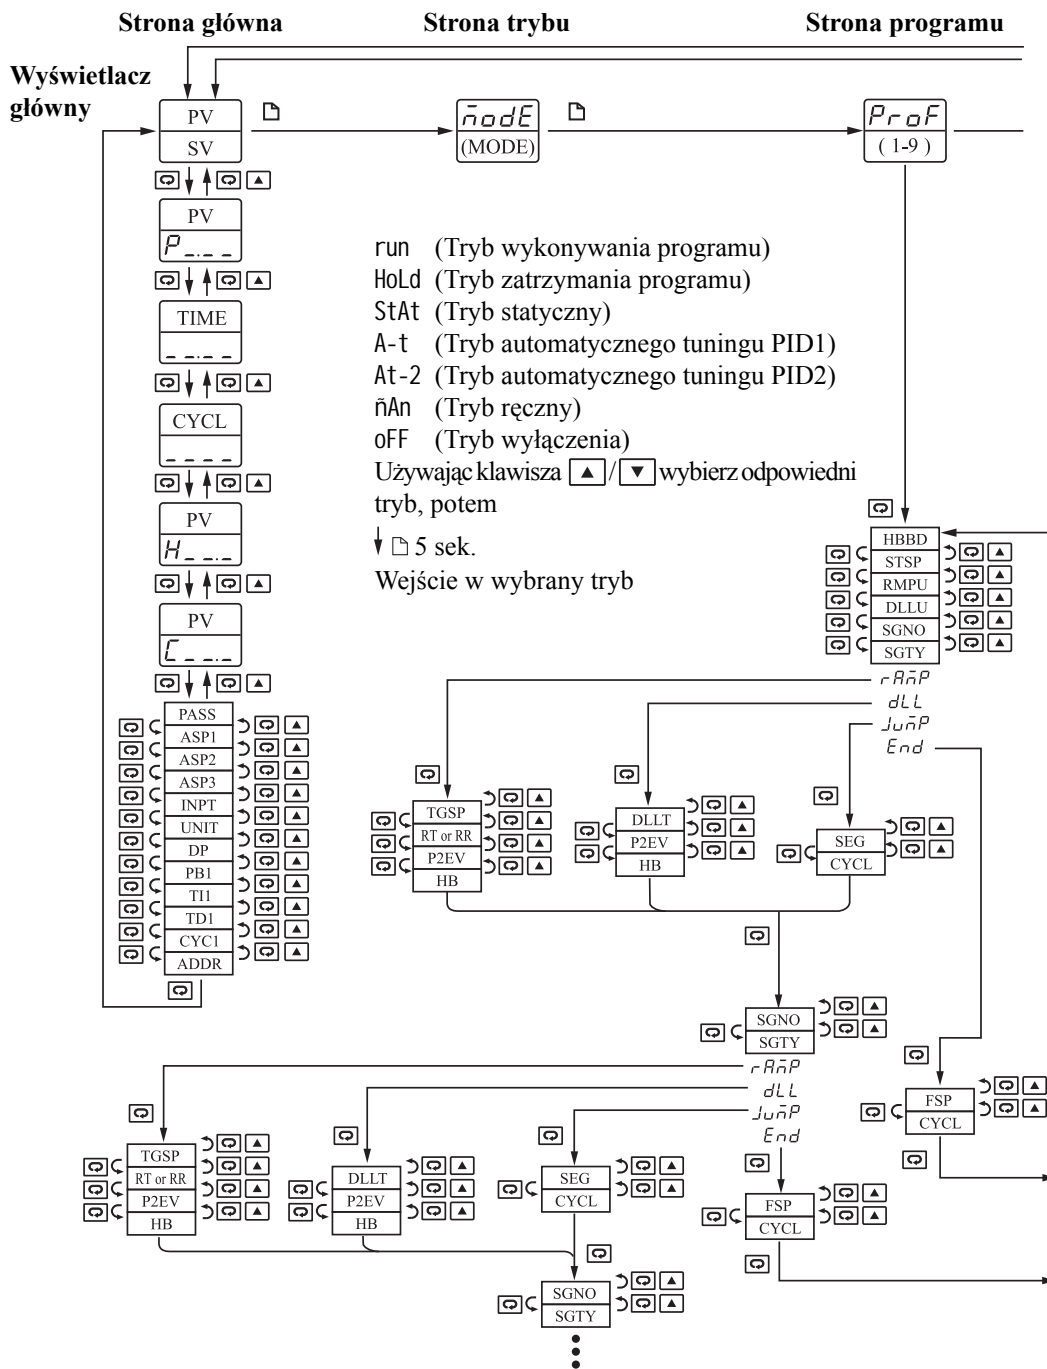 Strona główna
Strona trybu
Strona programu
Wyświetlacz
główny
PV
SV
ñodE
(MODE)
ProF
( 1-9 )
PV
P _._ _
TIME
_ _._ _
CYCL
_ _ _ _
PV
H _ _._
PV
C _ _._
run (Tryb wykonywania programu)
HoLd (Tryb zatrzymania programu)
StAt (Tryb statyczny)
A-t (Tryb automatycznego tuningu PID1)
At-2 (Tryb automatycznego tuningu PID2)
ñAn (Tryb ręczny)
oFF (Tryb wyłączenia)
Używając klawisza ▲ / ▼ wybierz odpowiedni
tryb, potem
5 sek.
Wejście w wybrany tryb
PASS
ASP1
ASP2
ASP3
INPT
UNIT
DP
PB1
TI1
TD1
CYC1
ADDR
HBBD
STSP
RMPU
DLLU
SGNO
SGTY
rAñP
dLL
JuñP
End
TGSP
RT or RR
P2EV
HB
DLLT
P2EV
HB
SEG
CYCL
SGNO
SGTY
rAñP
dLL
JuñP
End
FSP
CYCL
TGSP
RT or RR
P2EV
HB
DLLT
P2EV
HB
SEG
CYCL
FSP
CYCL
SGNO
SGTY